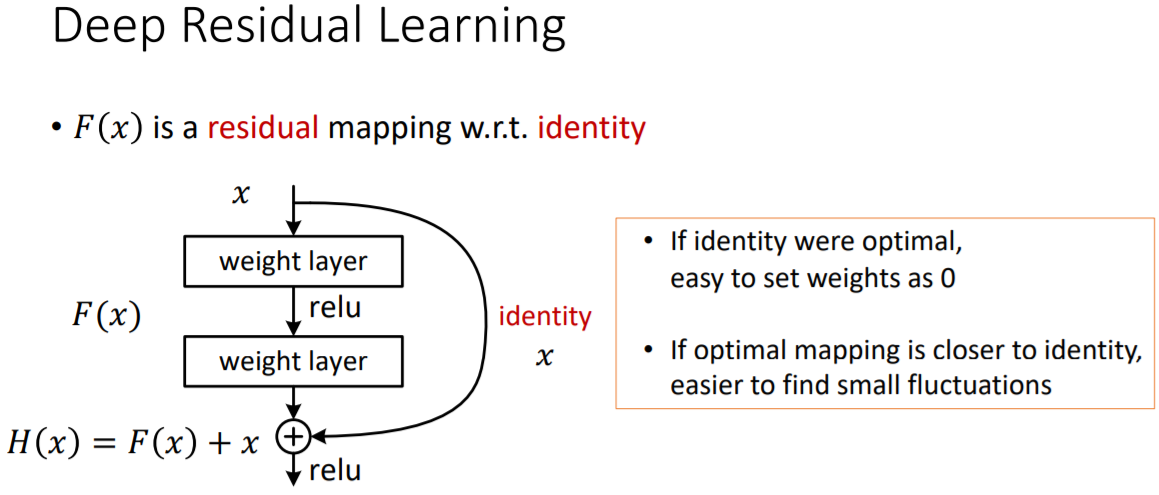 Deep Residual Learning
• F(x) is a residual mapping w.r.t. identity
x
weight layer
relu
F(x)
weight layer
identity
x
H(x) = F(x) + x
+
relu
• If identity were optimal,
easy to set weights as 0
• If optimal mapping is closer to identity,
easier to find small fluctuations